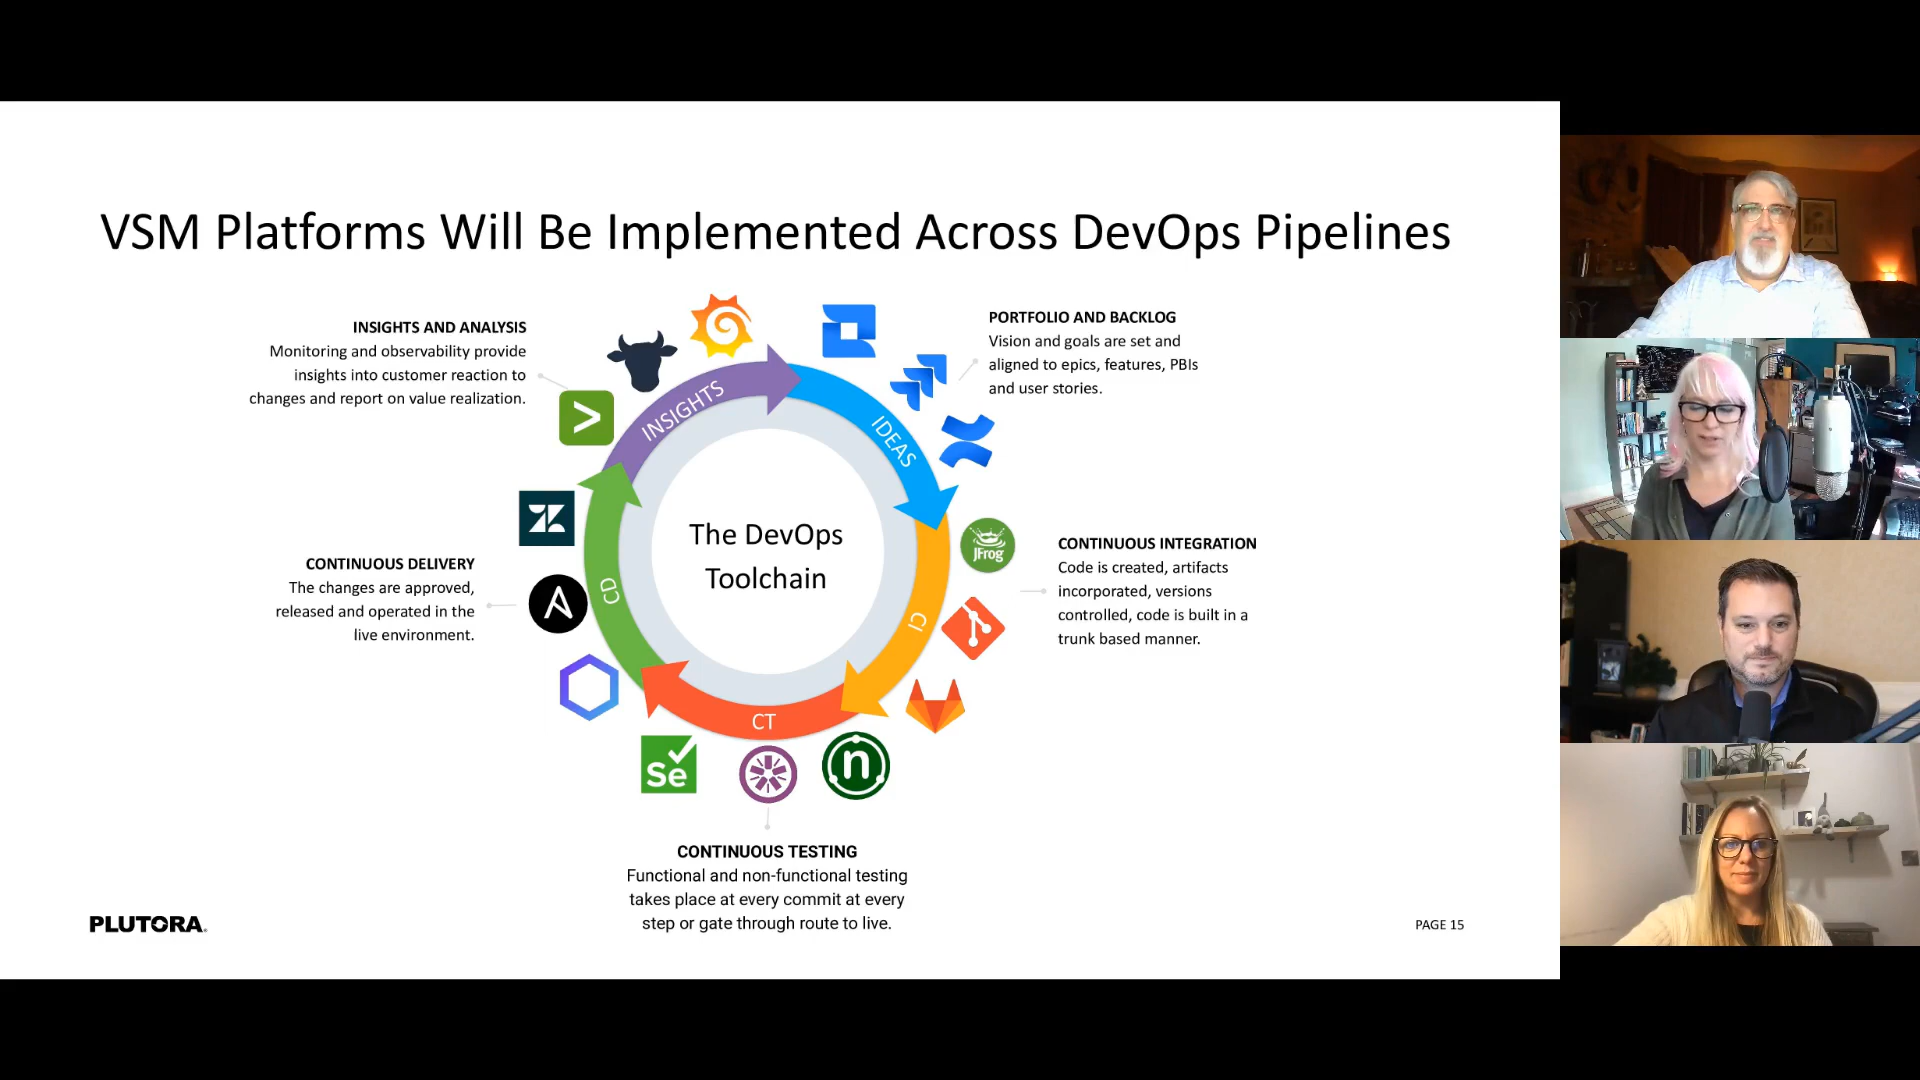 VSM Platforms Will Be Implemented Across DevOps Pipelines
INSIGHTS AND ANALYSIS
Monitoring and observability provide
insights into customer reaction to
changes and report on value realization.
PORTFOLIO AND BACKLOG
Vision and goals are set and
aligned to epics, features, PBIs
and user stories.
INSIGHTS
IDEAS
The DevOps
Toolchain
CD
CI
CT
JFrog
CONTINUOUS INTEGRATION
Code is created, artifacts
incorporated, versions
controlled, code is built in a
trunk based manner.
CONTINUOUS DELIVERY
The changes are approved,
released and operated in the
live environment.
Se
n
CONTINUOUS TESTING
Functional and non-functional testing
takes place at every commit at every
step or gate through route to live.
PLUTORA
PAGE 15